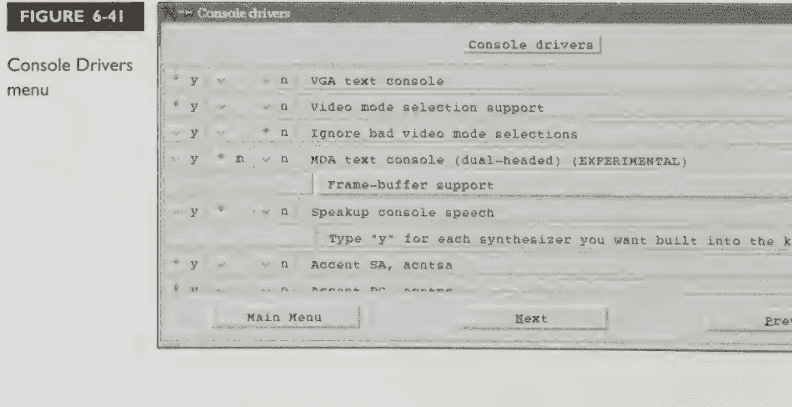 FIGURE 6-41
Console Drivers
menu
Console drivers
Console drivers
y n VGA text console
y n Video mode selection support
y n Ignore bad video mode selections
y m n MDA text console (dual-headed) (EXPERIMENTAL)
Frame-buffer support
y n Speakup console speech
Type "y" for each synthesizer you want built into the k
y n Accent SA, acntsa
Main Menu Next Prev